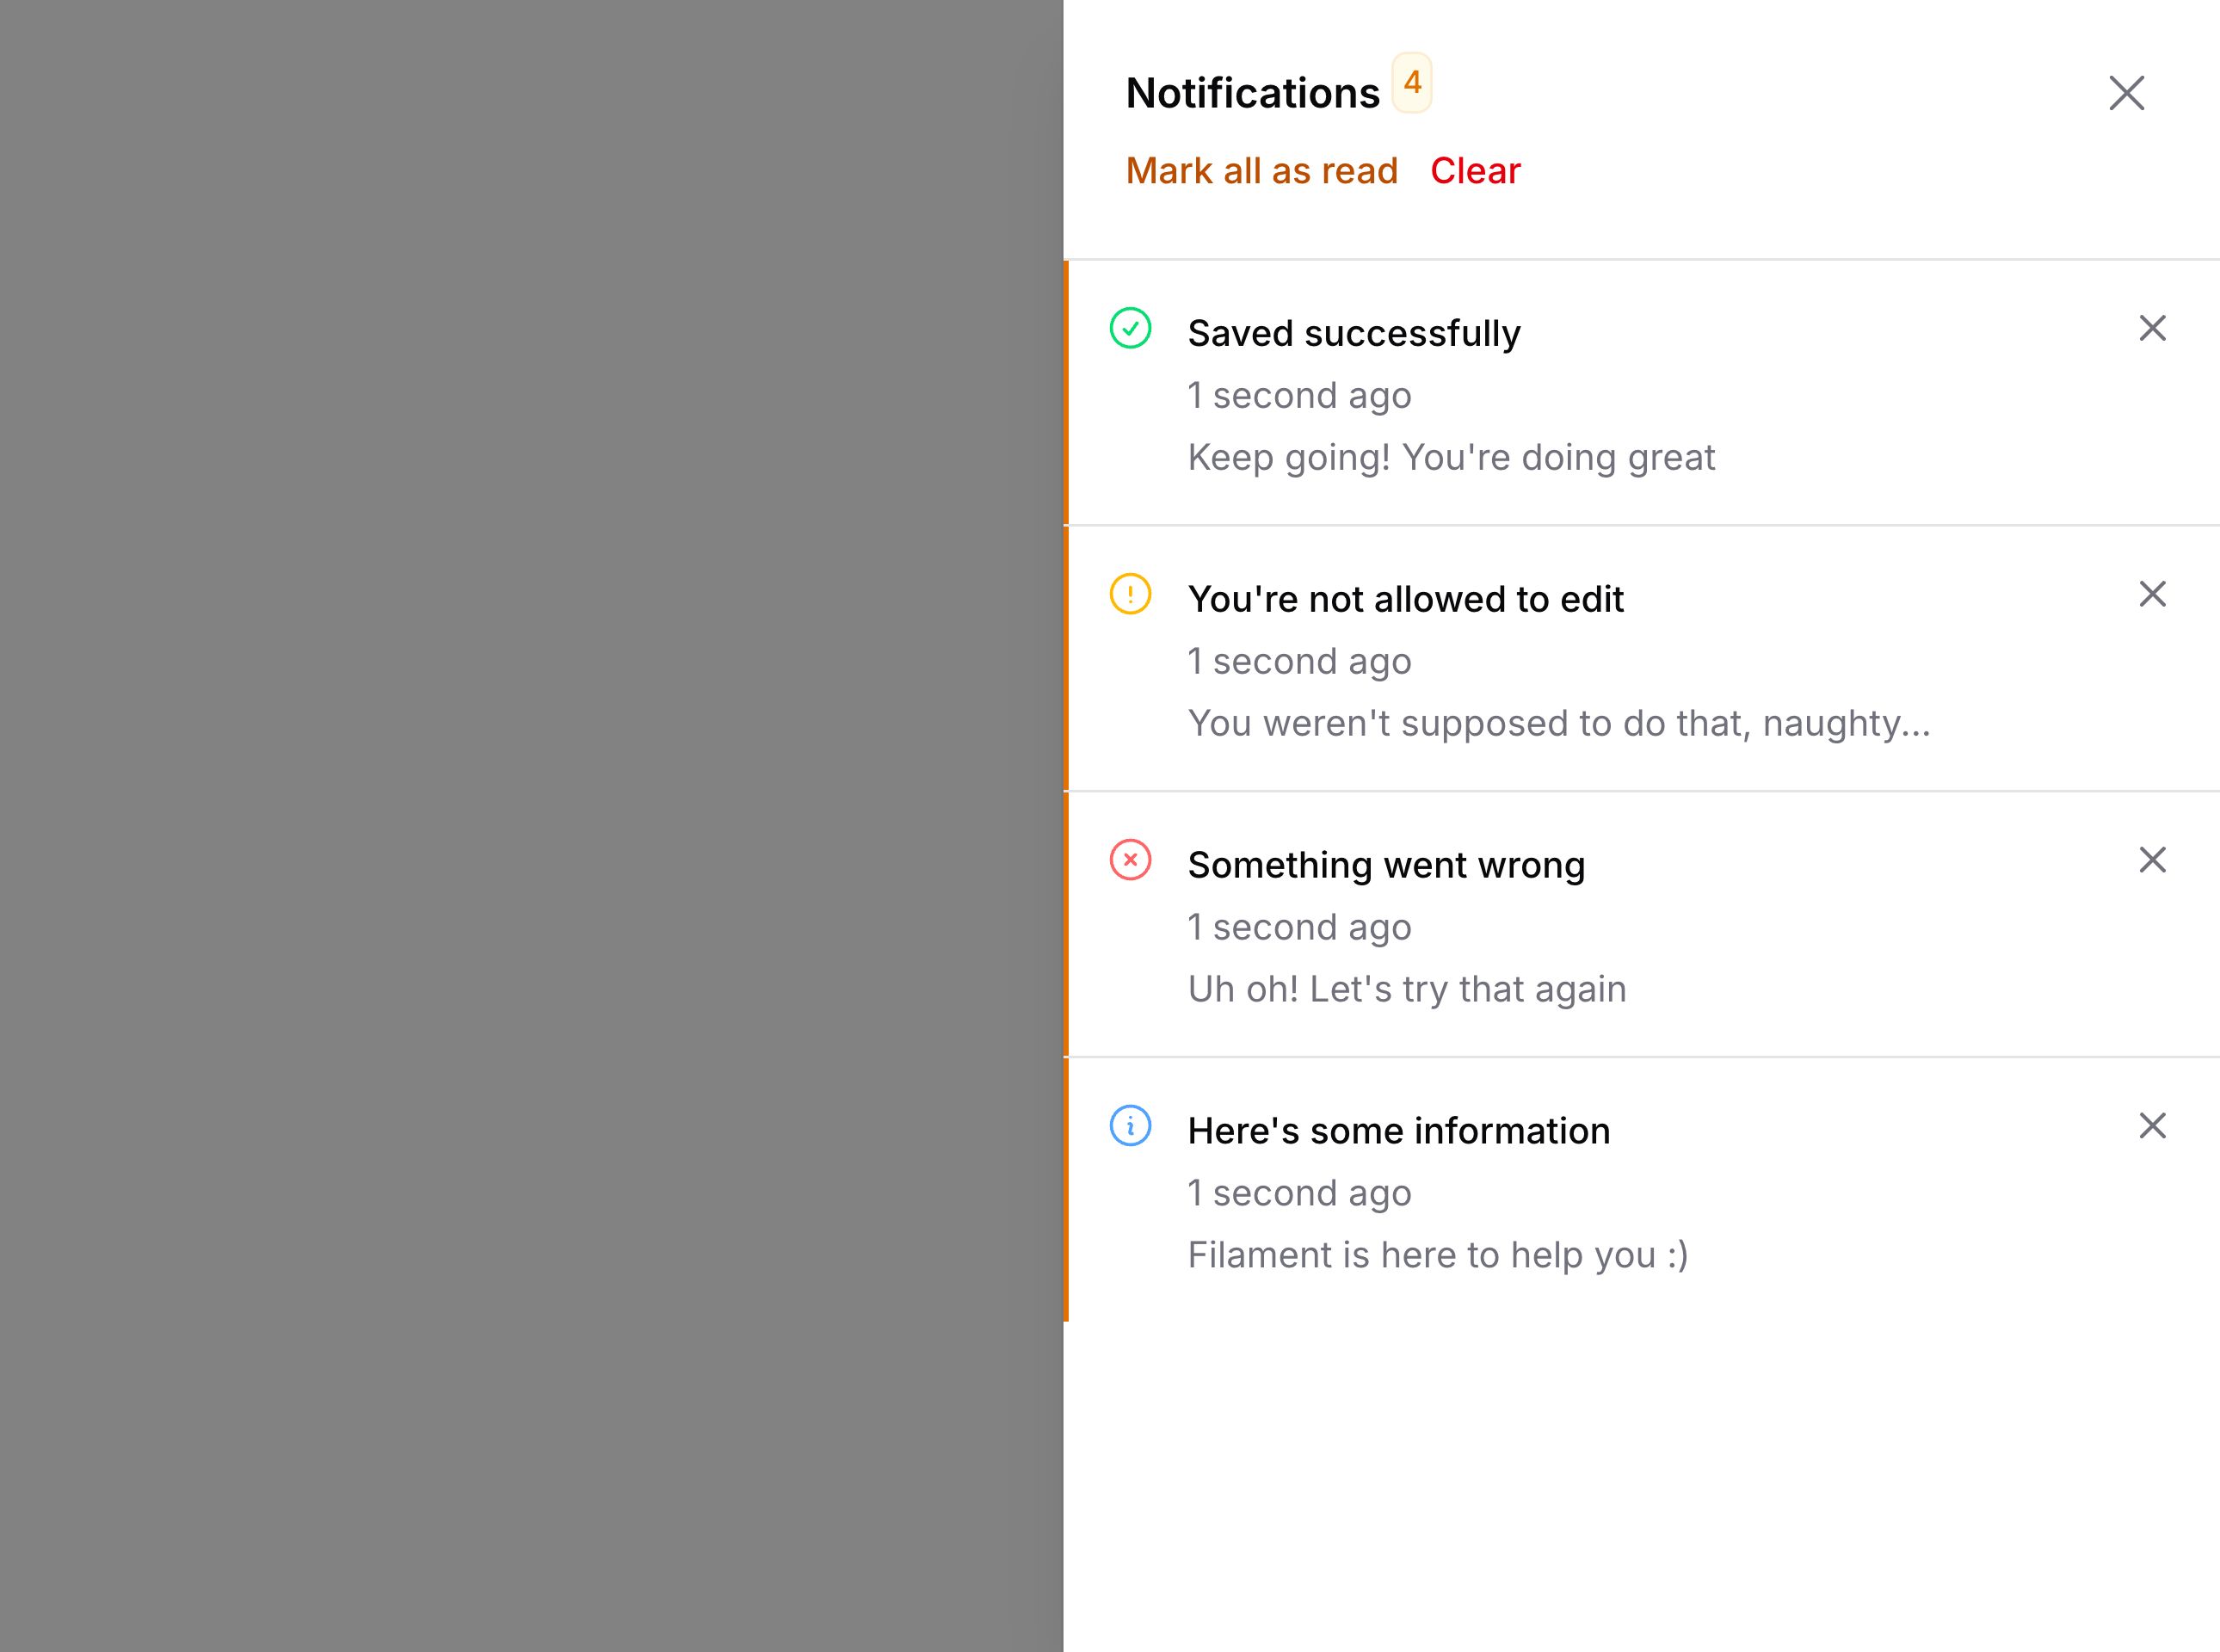 Notifications 4
Mark all as read Clear
Saved successfully
1 second ago
Keep going! You're doing great
You're not allowed to edit
1 second ago
You weren't supposed to do that, naughty...
Something went wrong
1 second ago
Uh oh! Let's try that again
Here's some information
1 second ago
Filament is here to help you :)